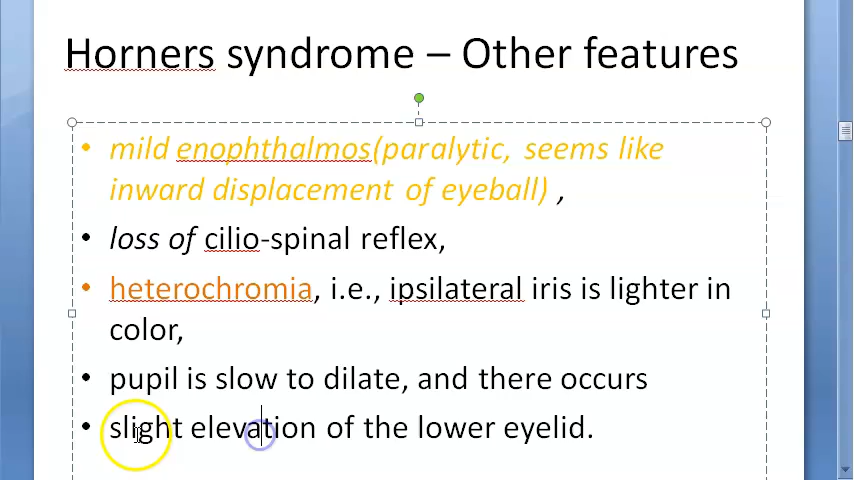 Horners syndrome – Other features
• mild enophthalmos(paralytic, seems like
inward displacement of eyeball) ,
• loss of cilio-spinal reflex,
• heterochromia, i.e., ipsilateral iris is lighter in
color,
• pupil is slow to dilate, and there occurs
• slight elevation of the lower eyelid.